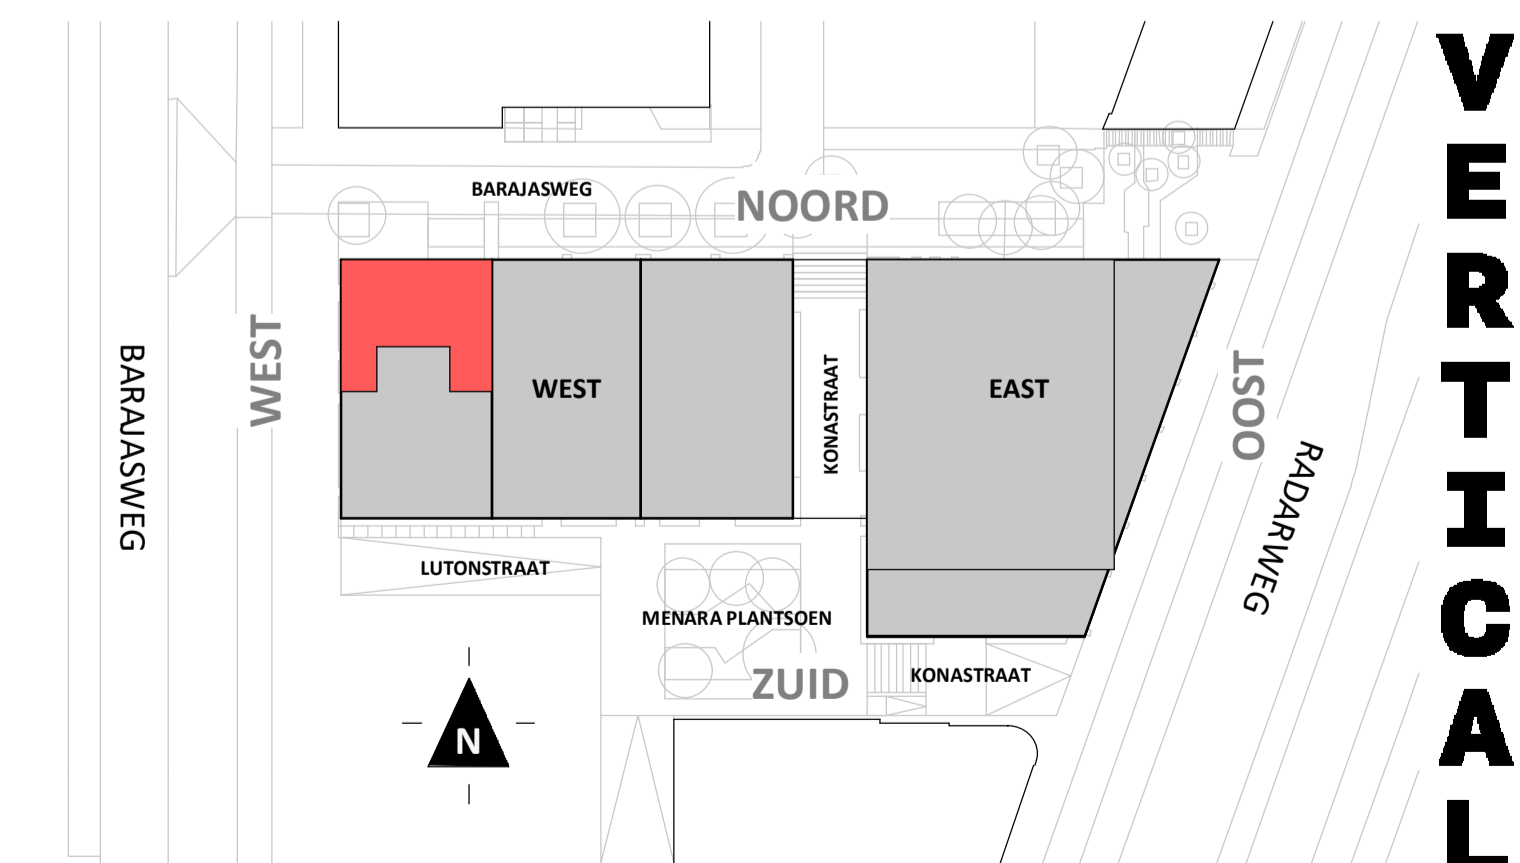 BARAJASWEG
NOORD
WEST
BARAJASWEG
WEST
KONASTRAAT
EAST
OOST
RADARWEG
LUTONSTRAAT
MENARA PLANTSOEN
ZUID
KONASTRAAT
N
VERTICAL